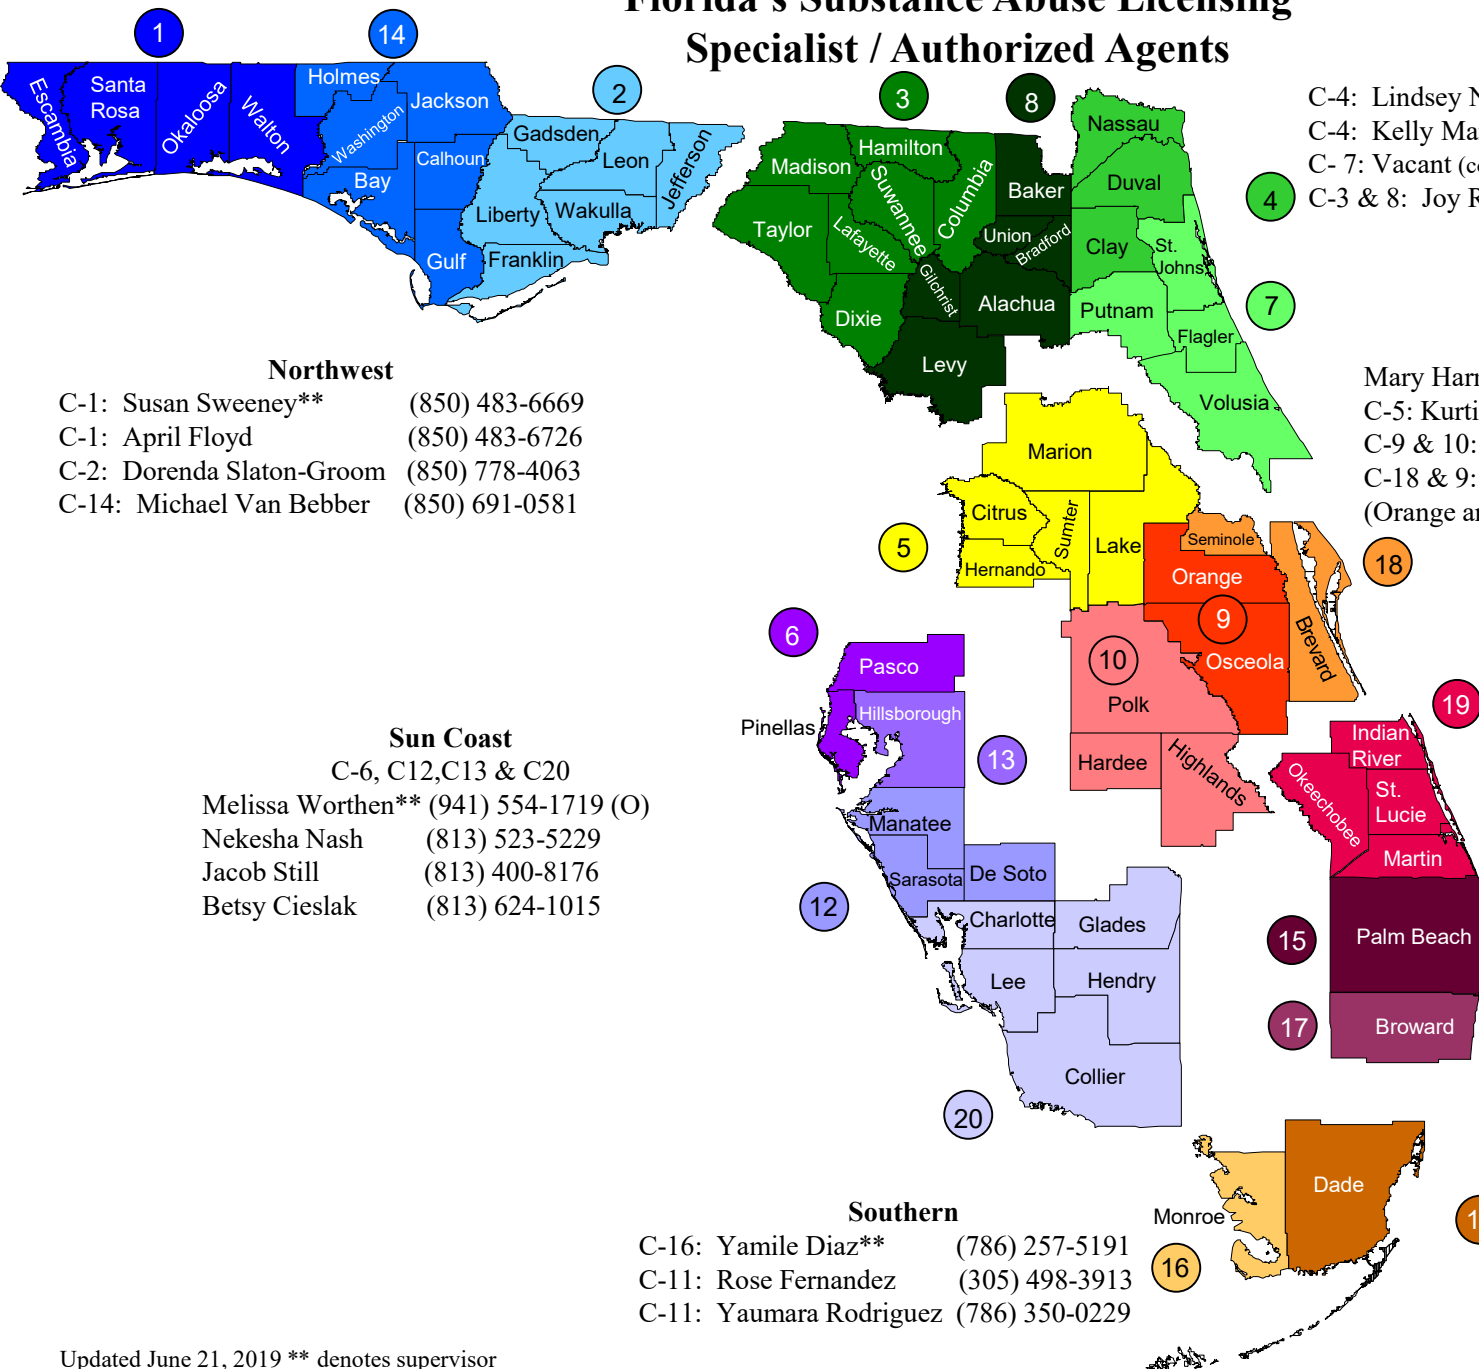 Florida's Substance Abuse Licensing
Specialist / Authorized Agents
1
14
2
3
8
4
7
Escambia
Santa
Rosa
Okaloosa
Walton
Holmes
Washington
Jackson
Bay
Calhoun
Gulf
Gadsden
Leon
Jefferson
Liberty
Wakulla
Franklin
Madison
Hamilton
Suwannee
Columbia
Taylor
Lafayette
Dixie
Baker
Union
Bradford
Gilchrist
Alachua
Levy
Nassau
Duval
Clay
St.
Johns
Putnam
Flagler
Volusia
C-4: Lindsey
C-4: Kelly
C- 7: Vacant
C-3 & 8: Joy
Northwest
C-1: Susan Sweeney** (850) 483-6669
C-1: April Floyd (850) 483-6726
C-2: Dorenda Slaton-Groom (850) 778-4063
C-14: Michael Van Bebber (850) 691-0581
Mary
C-5:
C-9 & 10:
C-18 & 9:
(Orange
Marion
Citrus
Sumter
Lake
Hernando
5
Seminole
Orange
9
Osceola
Brevard
18
10
Polk
Hardee
Highlands
6
Pasco
Pinellas
Hillsborough
13
Manatee
Sarasota
De Soto
12
Charlotte
Glades
Lee
Hendry
Collier
20
19
Indian
River
Okeechobee
St.
Lucie
Martin
15
Palm Beach
17
Broward
Sun Coast
C-6, C12,C13 & C20
Melissa Worthen** (941) 554-1719 (O)
Nekesha Nash (813) 523-5229
Jacob Still (813) 400-8176
Betsy Cieslak (813) 624-1015
Dade
Monroe
16
Southern
C-16: Yamile Diaz** (786) 257-5191
C-11: Rose Fernandez (305) 498-3913
C-11: Yaumara Rodriguez (786) 350-0229
Updated June 21, 2019 ** denotes supervisor